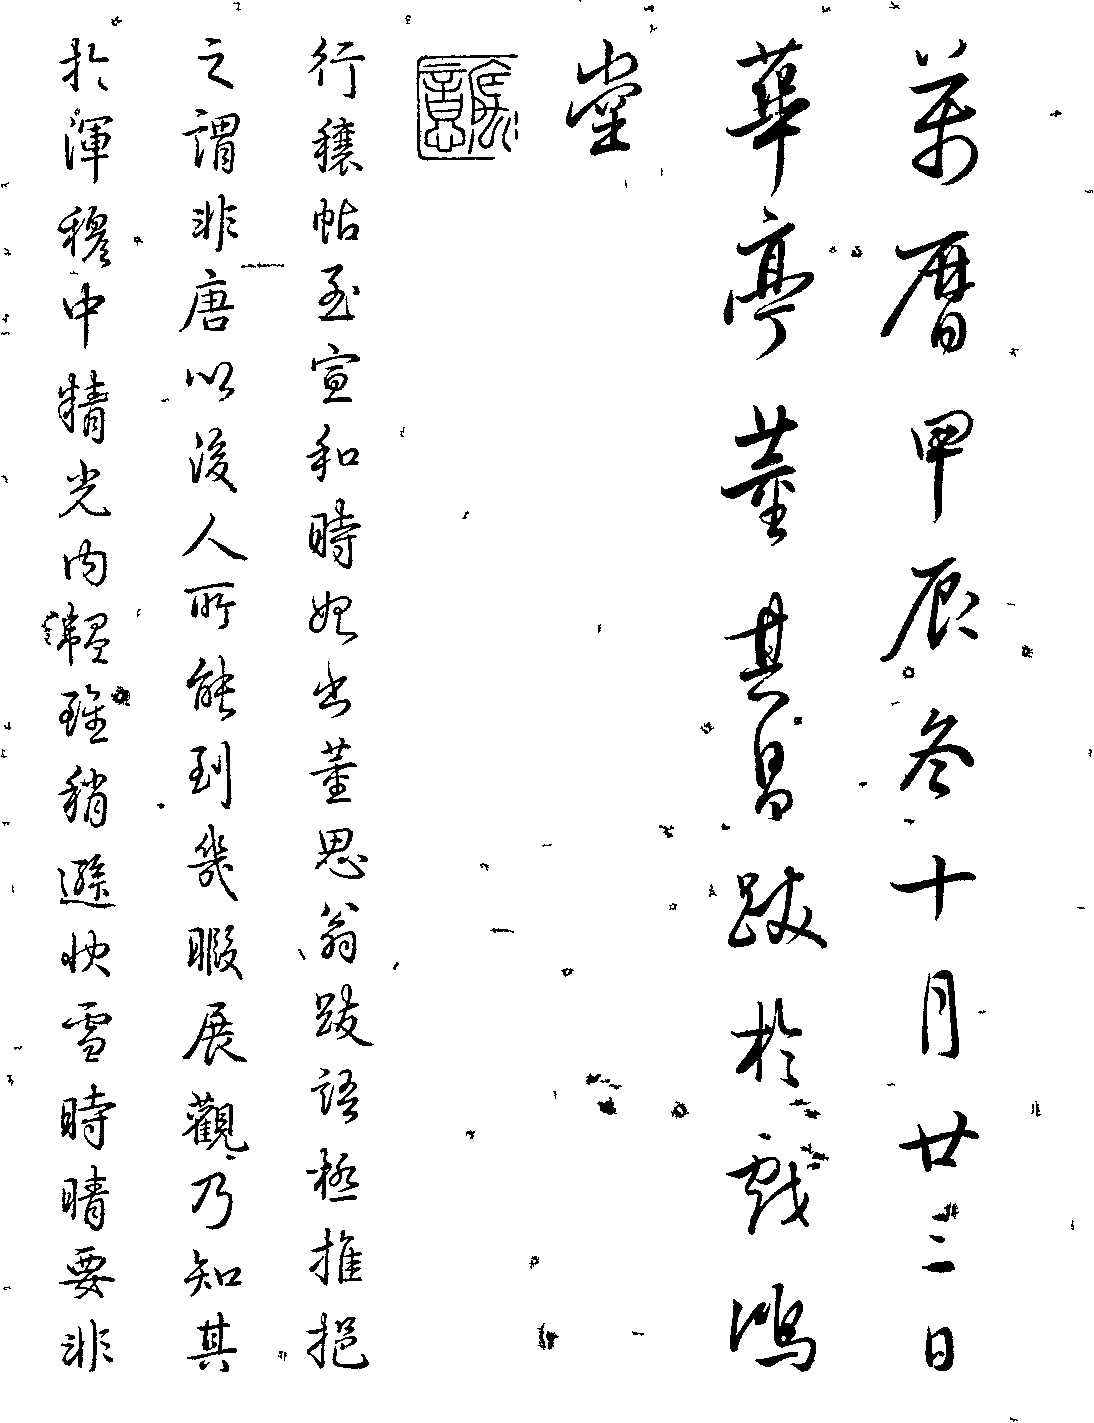 萬曆甲辰冬十月廿三日
華亭董其昌跋於戲鴻
堂
行穰帖至宣和時始出董思翁跋語極推挹
之謂非唐以後人所能到幾暇展觀乃知其
於渾穆中精光內韞雖稍遜快雪時晴要非